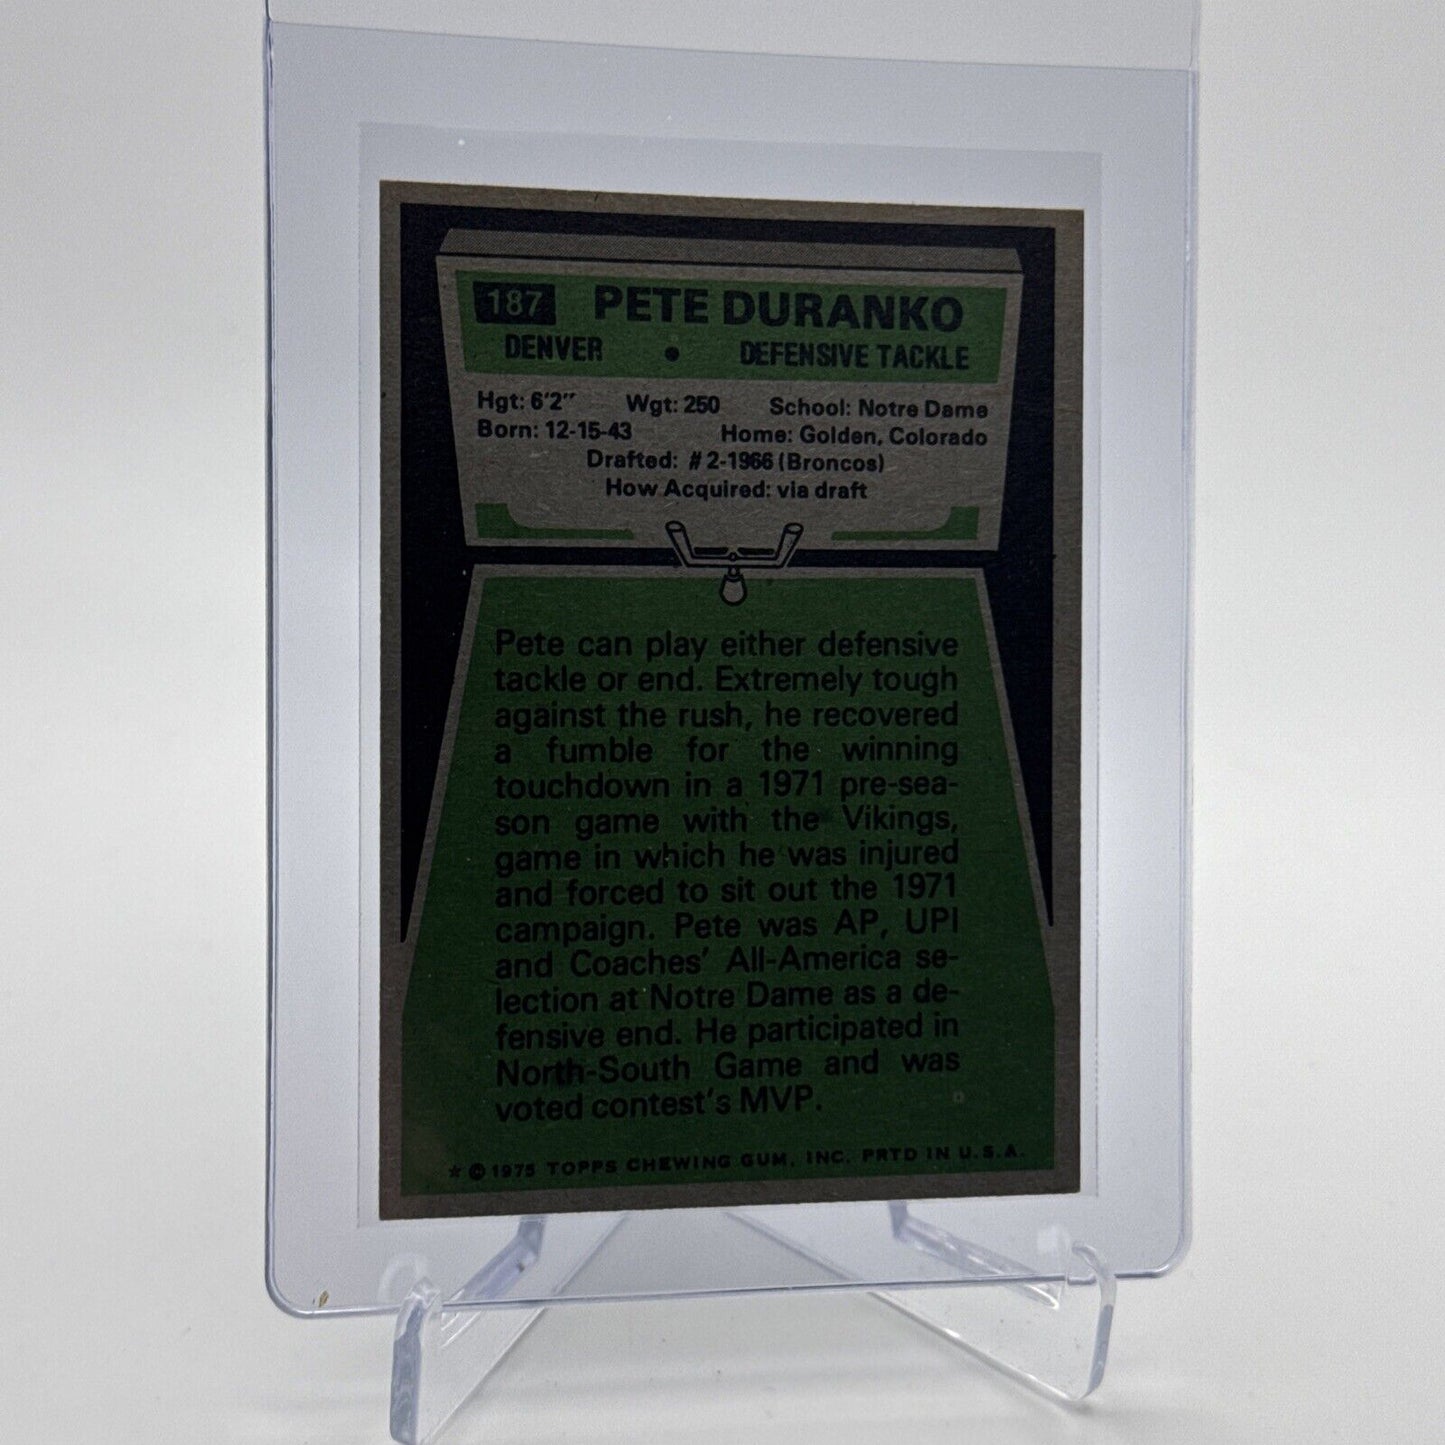 187 PETE DURANKO
DENVER • DEFENSIVE TACKLE
Hgt: 6'2" Wgt: 250 School: Notre Dame
Born: 12-15-43 Home: Golden, Colorado
Drafted: #2-1966 (Broncos)
How Acquired: via draft
Pete can play either defensive
tackle or end. Extremely tough
against the rush, he recovered
a fumble for the winning
touchdown in a 1971 pre-sea-
son game with the Vikings,
game in which he was injured
and forced to sit out the 1971
campaign. Pete was AP, UPI
and Coaches' All-America se-
lection at Notre Dame as a de-
fensive end. He participated in
North-South Game and was
voted contest's MVP.
D
★ © 1975 TOPPS CHEWING GUM, INC. PRTD IN U.S.A.